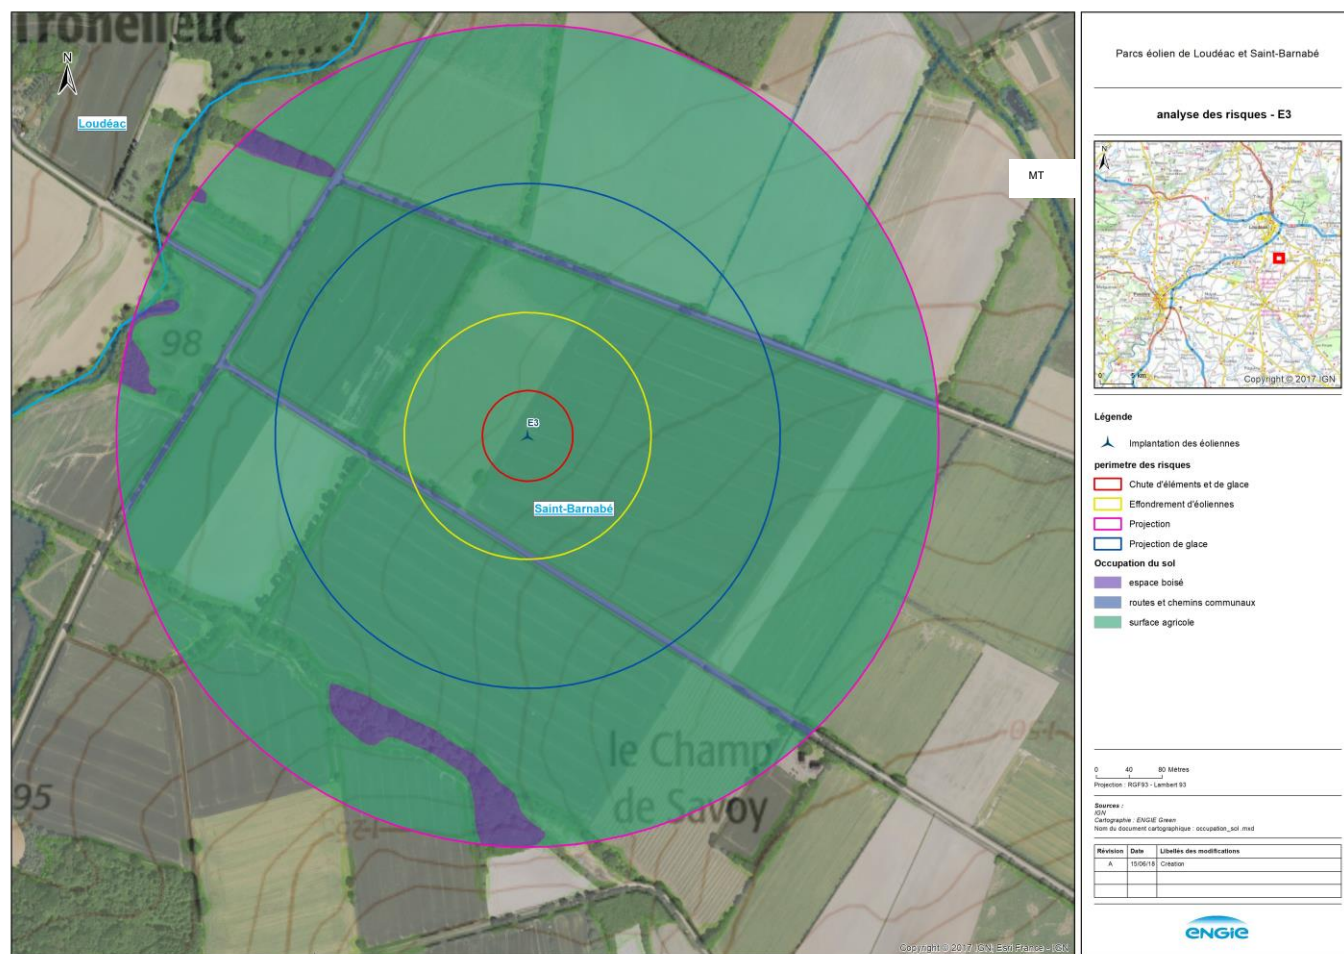 Tronelleuc
N
Loudéac
98
E3
Saint-Barnabé
le Champ
de Savoy
95
MT
Copyright © 2017 IGN, Esri France - IGN
Parcs éolien de Loudéac et Saint-Barnabé
analyse des risques - E3
N
0 5 km
Copyright © 2017 IGN
Légende
Implantation des éoliennes
perimetre des risques
Chute d'éléments et de glace
Effondrement d'éoliennes
Projection
Projection de glace
Occupation du sol
espace boisé
routes et chemins communaux
surface agricole
0 40 80 Mètres
Projection : RGF93 - Lambert 93
Sources :
IGN
Cartographie : ENGIE Green
Nom du document cartographique : occupation_sol .mxd
Révision Date Libellés des modifications
A 15/06/18 Création
ENGIE